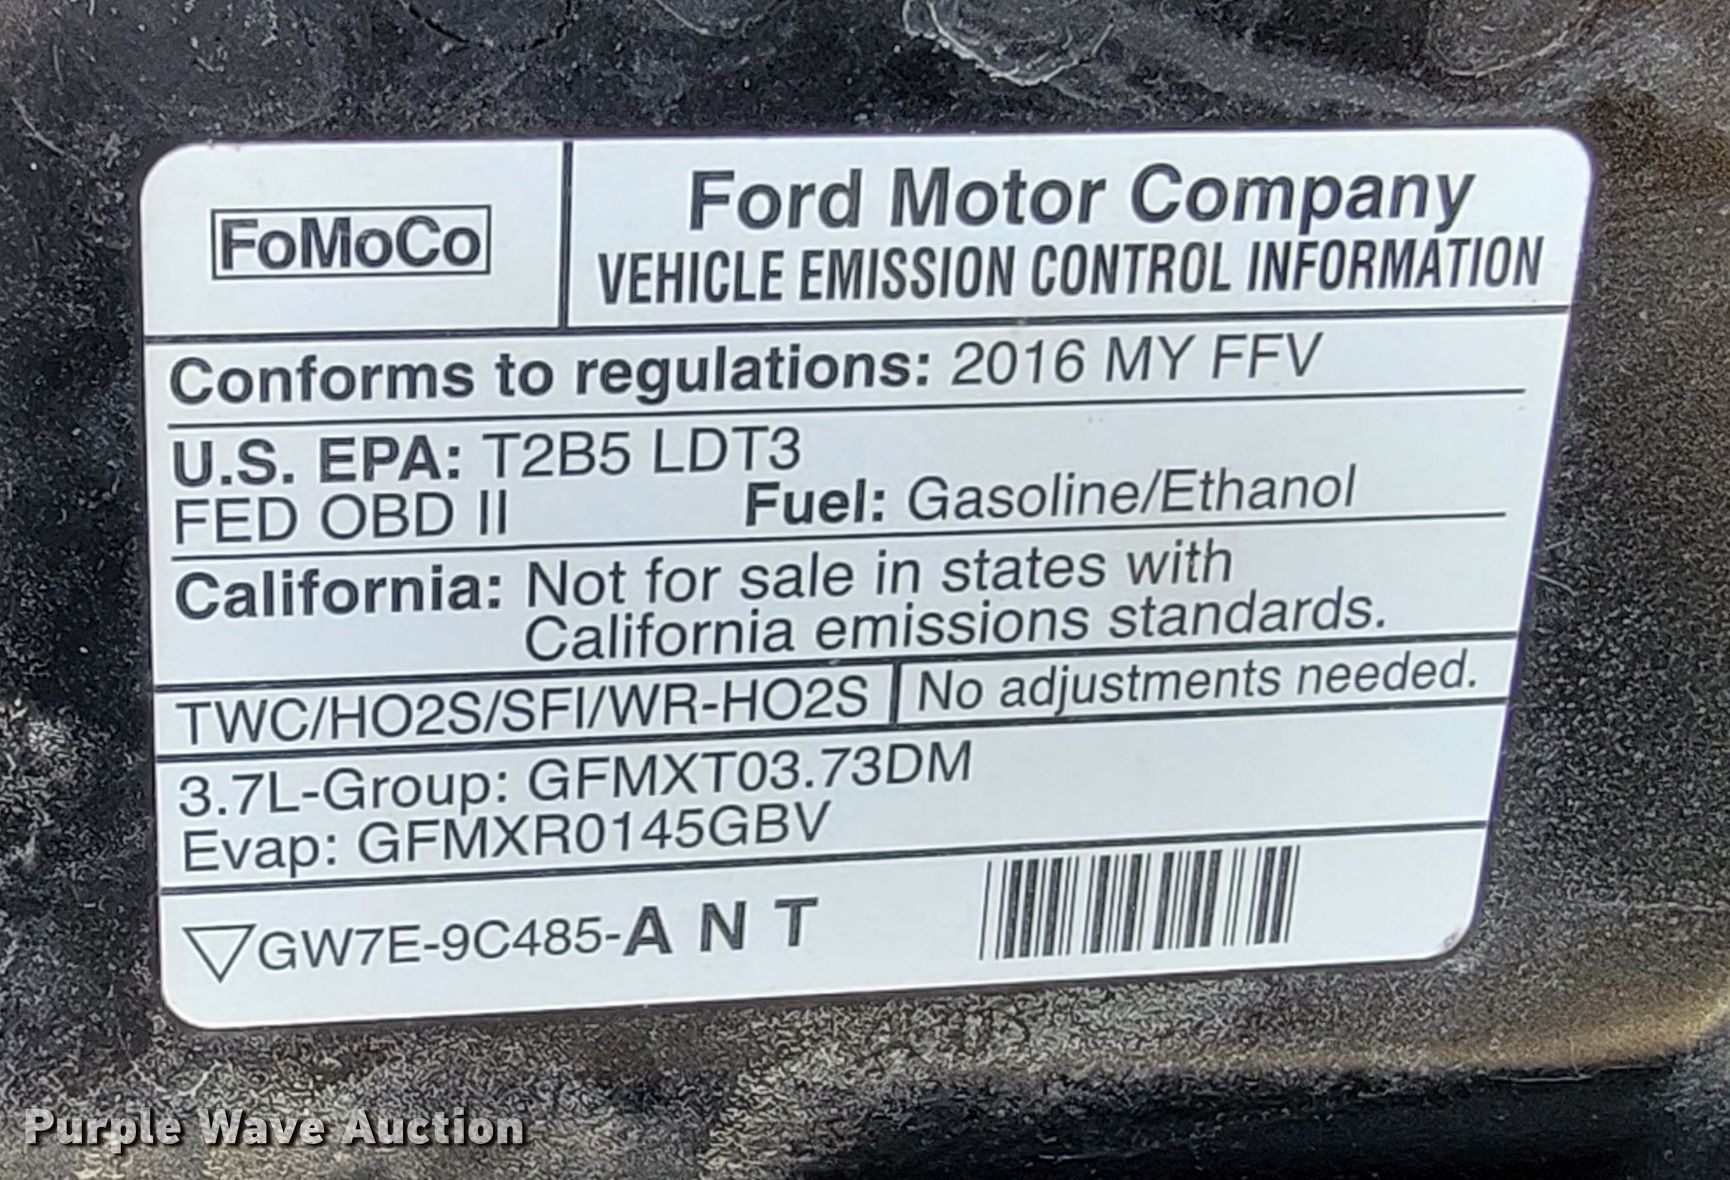 FoMoCo
Ford Motor Company
VEHICLE EMISSION CONTROL INFORMATION
Conforms to regulations: 2016 MY FFV
U.S. EPA: T2B5 LDT3
FED OBD II Fuel: Gasoline/Ethanol
California: Not for sale in states with
California emissions standards.
TWC/HO2S/SFI/WR-HO2S No adjustments needed.
3.7L-Group: GFMXT03.73DM
Evap: GFMXR0145GBV
GW7E-9C485-A N T
Purple Wave Auction